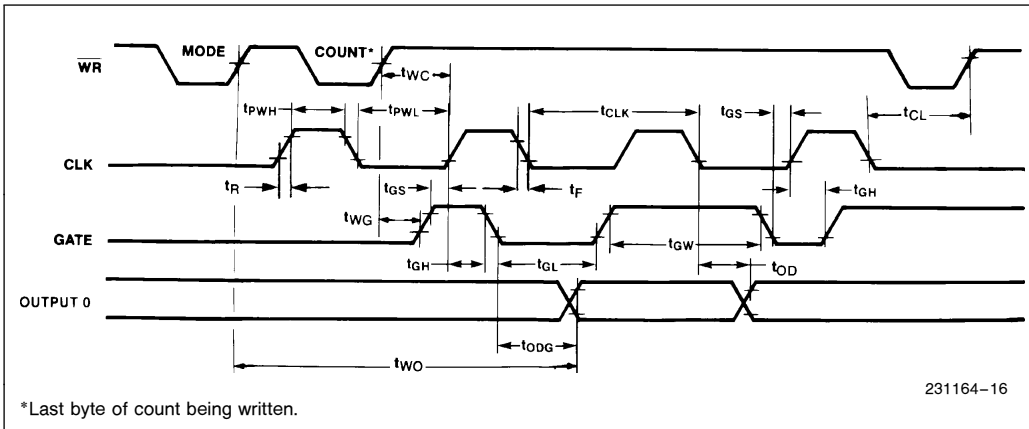 MODE COUNT*
WR
tWC
tPWH tPWL tCLK tGS tCL
CLK
tR tGS tF tGH
tWG
GATE
tGH tGL tGW tOD
OUTPUT 0
tODG
tWO
231164–16
*Last byte of count being written.